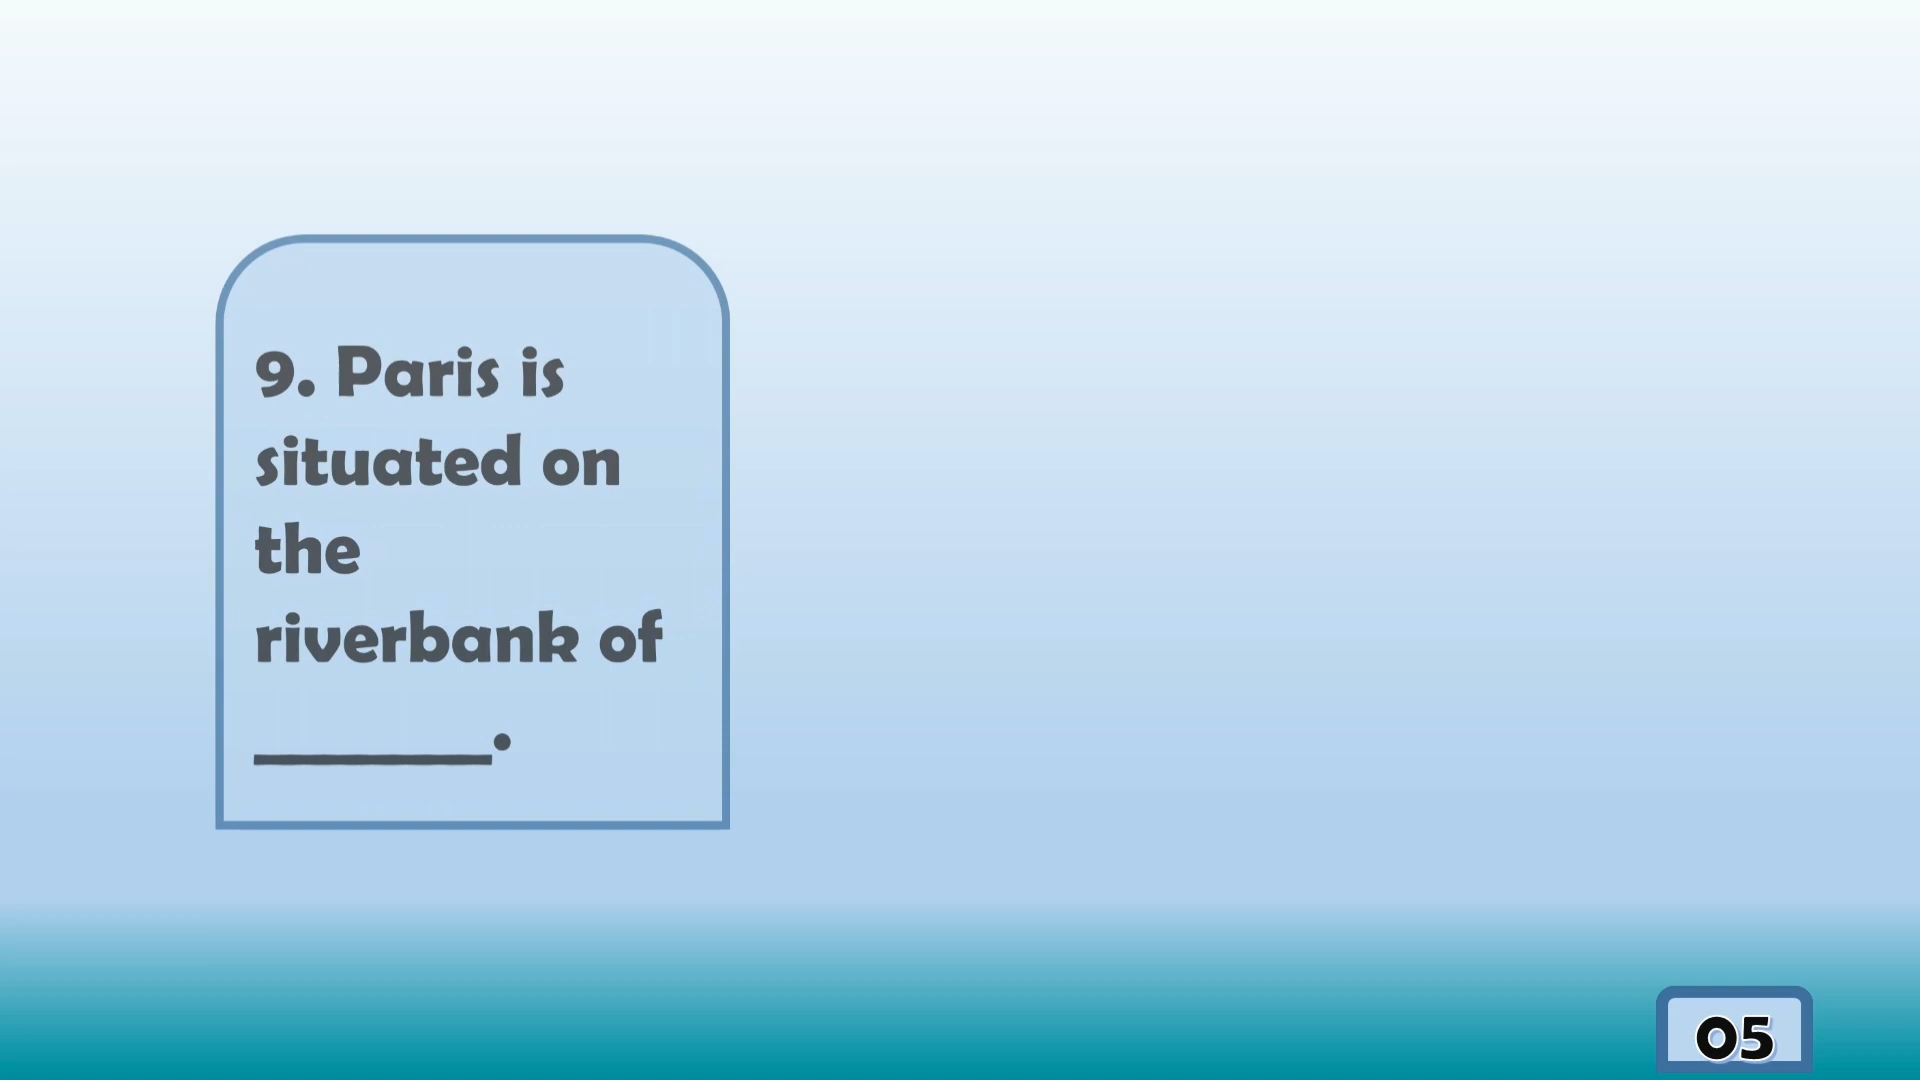 9. Paris is
situated on
the
riverbank of
________.
05